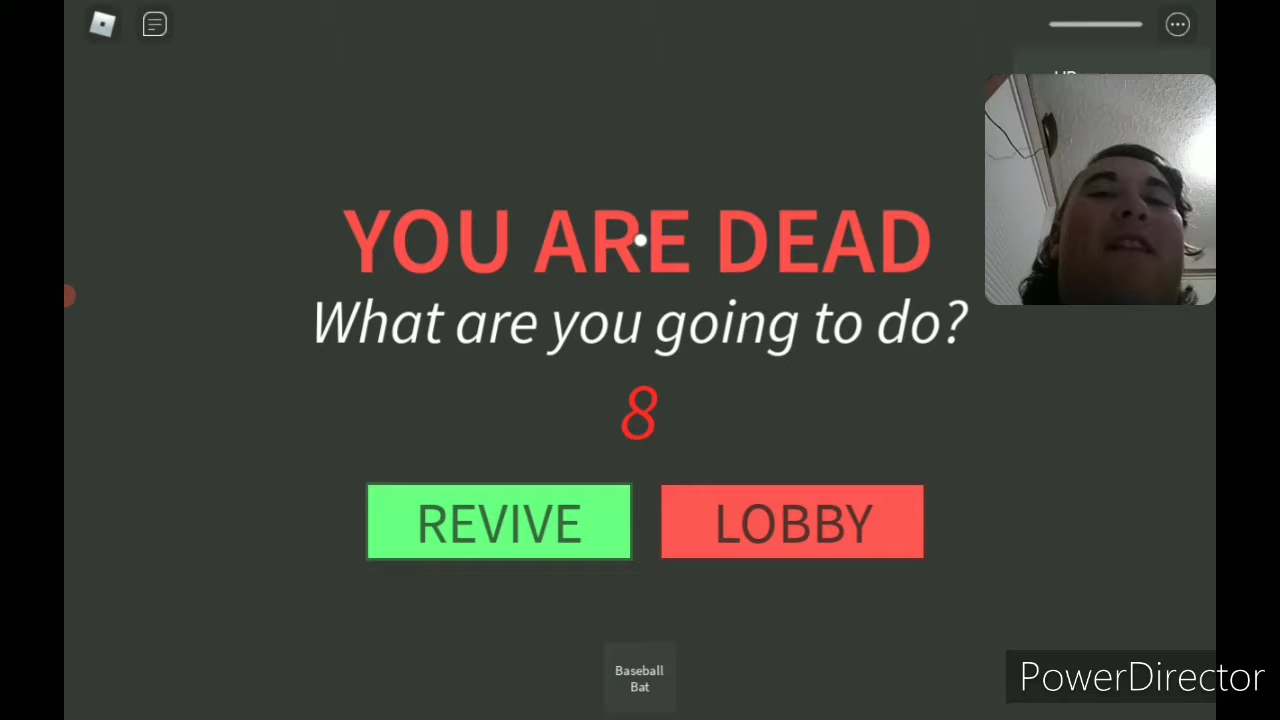 YOU ARE DEAD
What are you going to do?
8
REVIVE
LOBBY
Baseball
Bat
PowerDirector